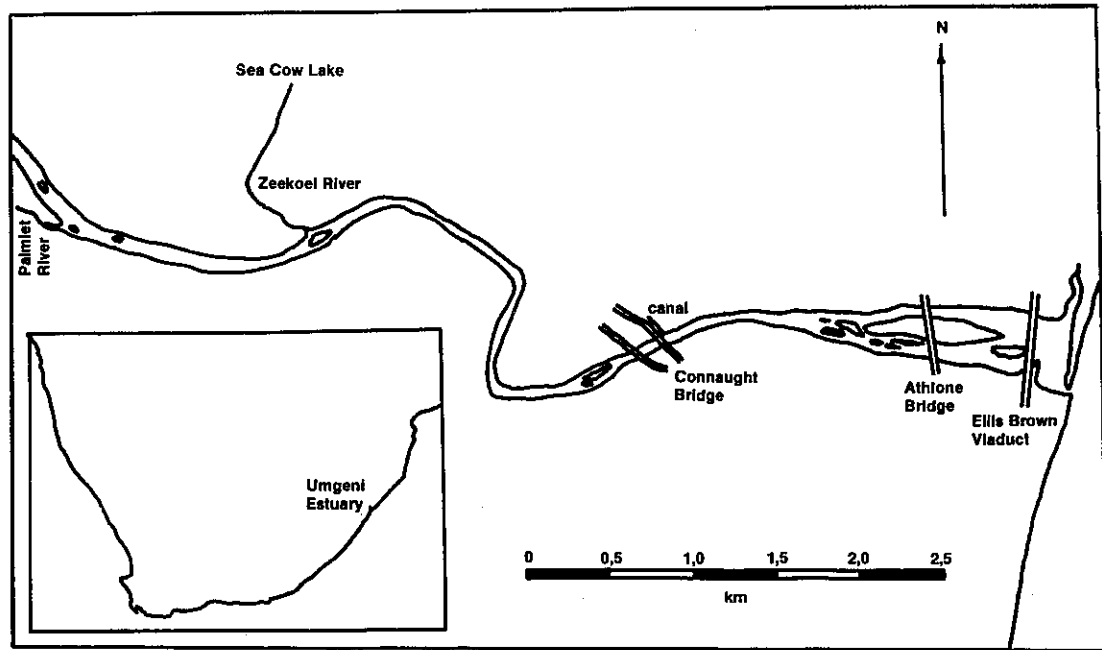 N
Sea Cow Lake
Zeekoei River
Palmiet
River
canal
Connaught
Bridge
Athlone
Bridge
Ellis Brown
Viaduct
Umgeni
Estuary
0 0,5 1,0 1,5 2,0 2,5
km